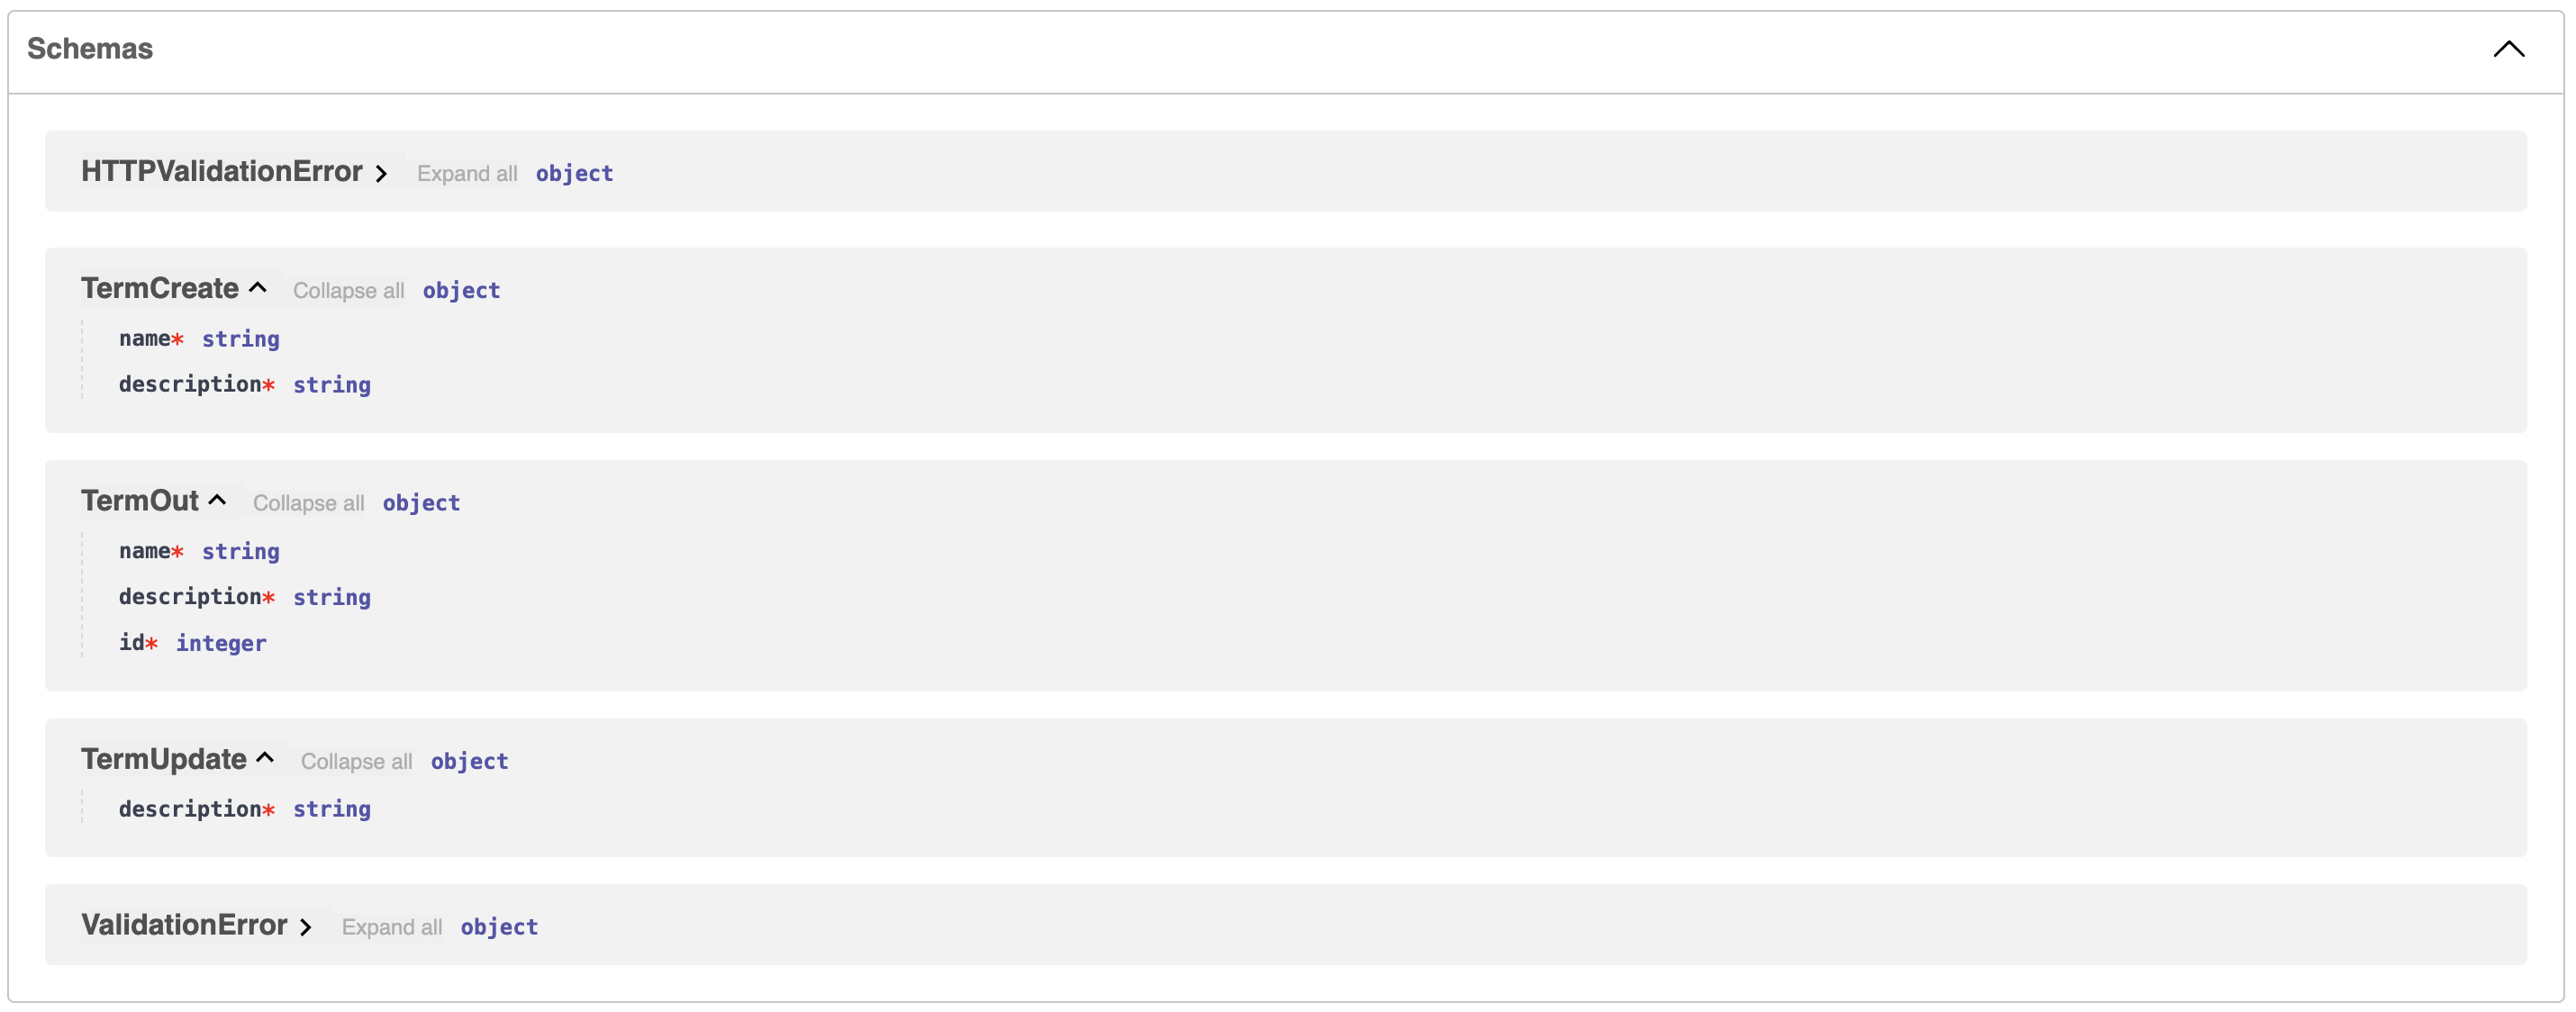 Schemas
HTTPValidationError Expand all object
TermCreate Collapse all object
name* string
description* string
TermOut Collapse all object
name* string
description* string
id* integer
TermUpdate Collapse all object
description* string
ValidationError Expand all object